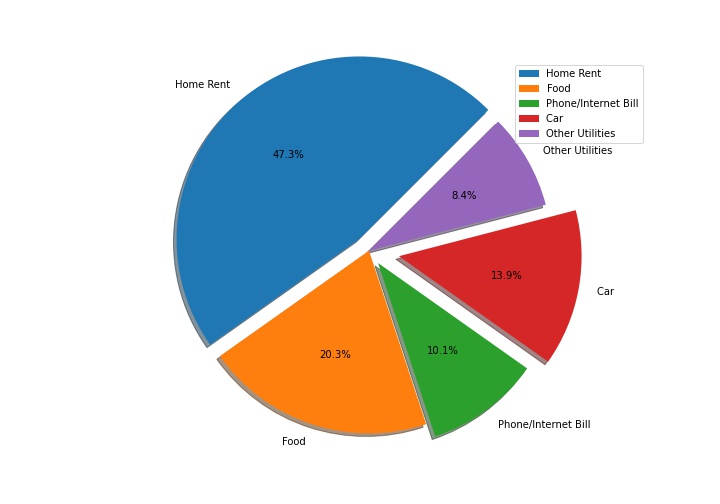 Home Rent
Home Rent
Food
Phone/Internet Bill
Car
Other Utilities
Other Utilities
47.3%
8.4%
13.9%
Car
10.1%
20.3%
Phone/Internet Bill
Food